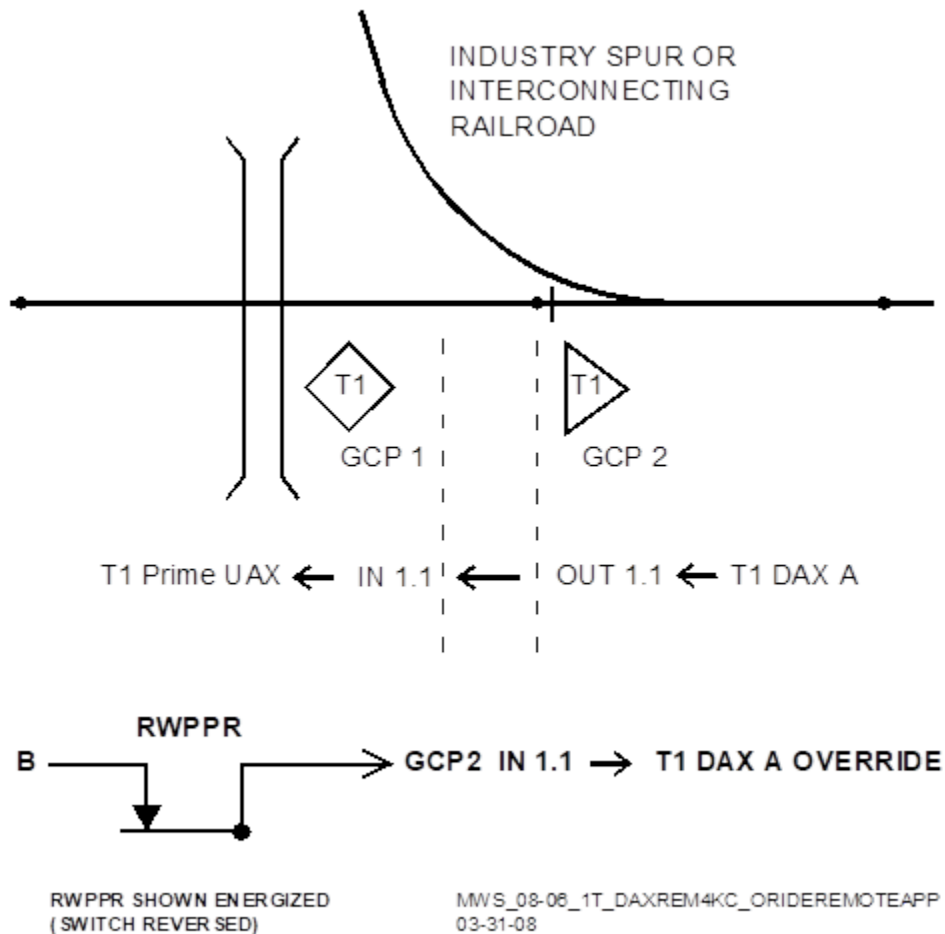 INDUSTRY SPUR OR
INTERCONNECTING
RAILROAD
T1
T1
GCP 1
GCP 2
T1 Prime UAX
IN 1.1
OUT 1.1
T1 DAX A
RWPPR
B
GCP2 IN 1.1
T1 DAX A OVERRIDE
RWPPR SHOWN ENERGIZED
(SWITCH REVERSED)
MWS_08-06_1T_DAXREM4KC_ORIDEREMOTEAPP
03-31-08